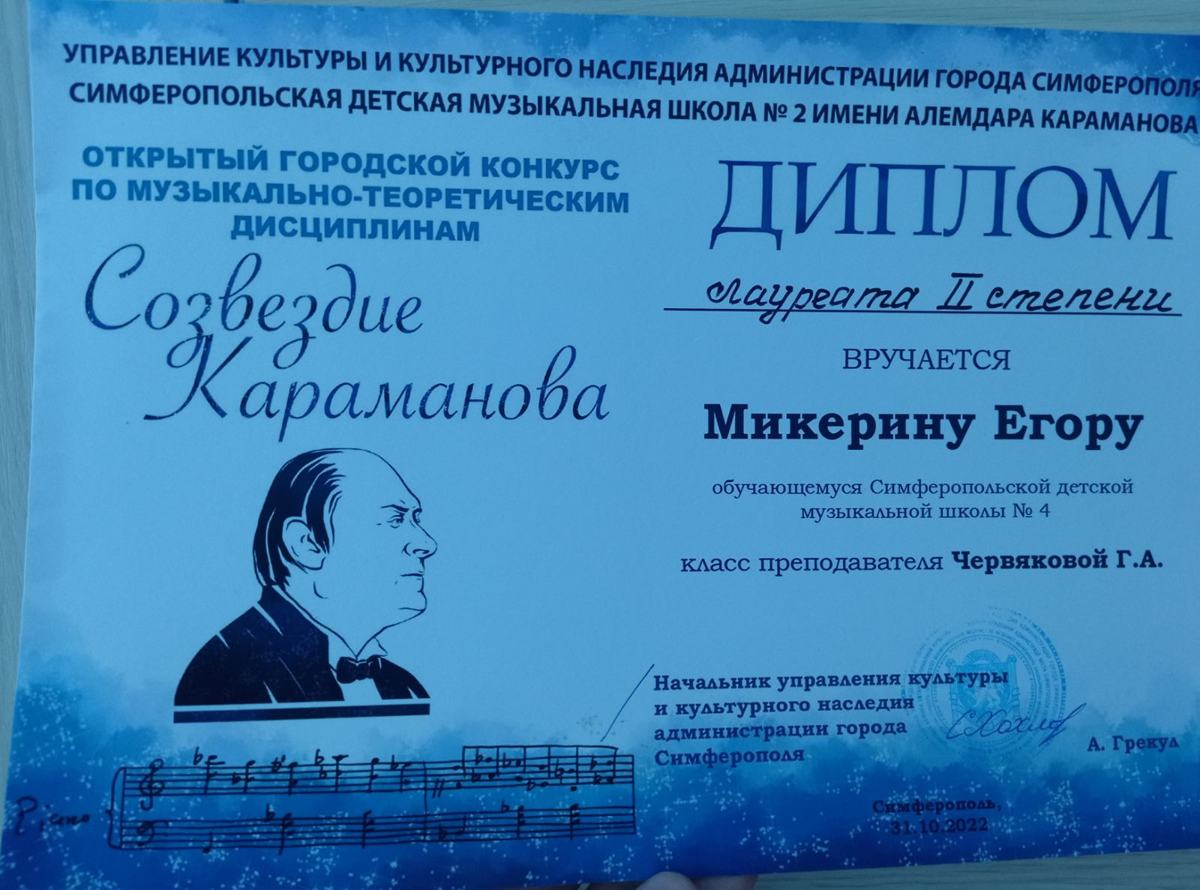 УПРАВЛЕНИЕ КУЛЬТУРЫ И КУЛЬТУРНОГО НАСЛЕДИЯ АДМИНИСТРАЦИИ ГОРОДА СИМФЕРОПОЛЯ
СИМФЕРОПОЛЬСКАЯ ДЕТСКАЯ МУЗЫКАЛЬНАЯ ШКОЛА № 2 ИМЕНИ АЛЕМДАРА КАРАМАНОВА
ОТКРЫТЫЙ ГОРОДСКОЙ КОНКУРС
ПО МУЗЫКАЛЬНО-ТЕОРЕТИЧЕСКИМ
ДИСЦИПЛИНАМ
Созвездие
Караманова
ДИПЛОМ
Лауреата II степени
ВРУЧАЕТСЯ
Микерину Егору
обучающемуся Симферопольской детской
музыкальной школы № 4
класс преподавателя Червяковой Г.А.
Начальник управления культуры
и культурного наследия
администрации города
Симферополя
А. Грекул
Симферополь,
31.10.2022
Piano